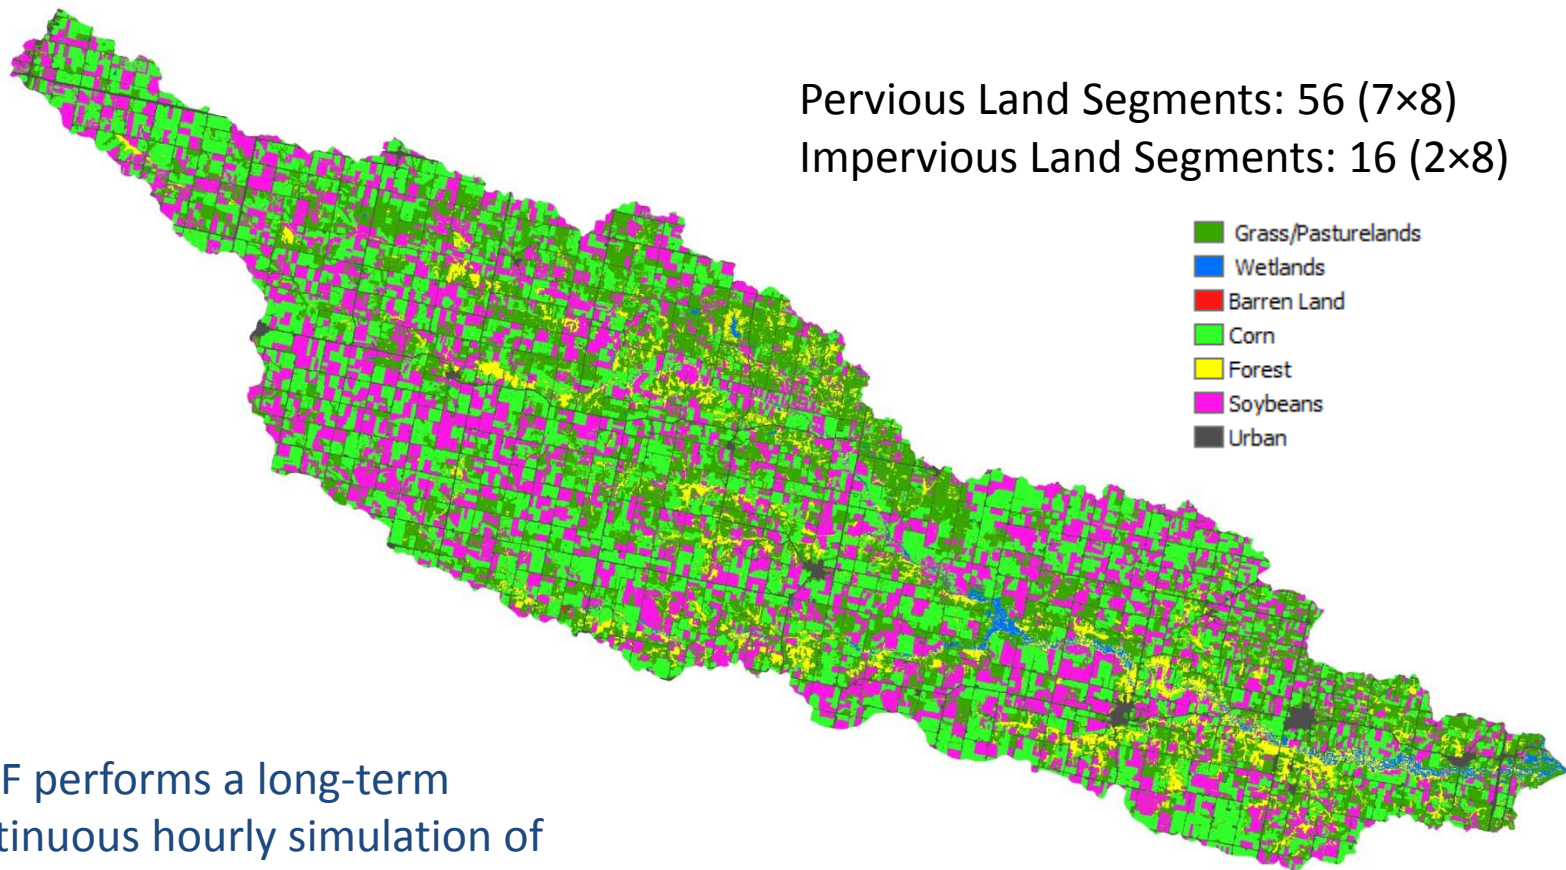 Pervious Land Segments: 56 (7×8)
Impervious Land Segments: 16 (2×8)
Grass/Pasturelands
Wetlands
Barren Land
Corn
Forest
Soybeans
Urban
F performs a long-term
tinuous hourly simulation of